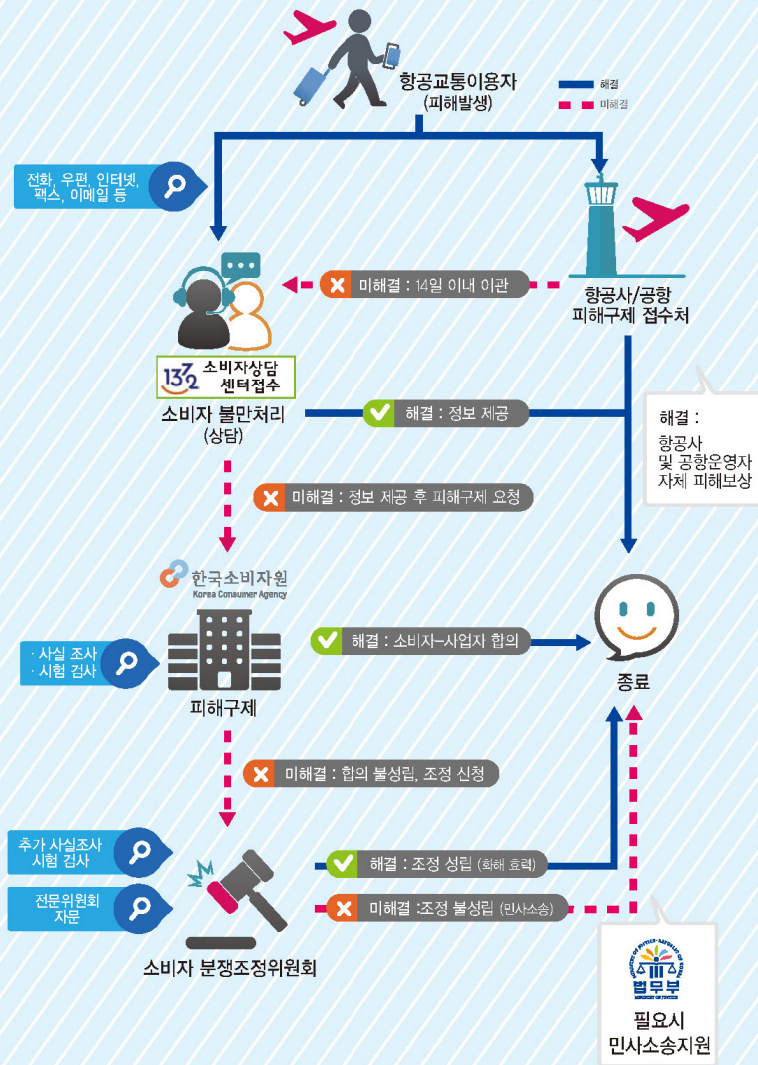 항공교통이용자
(피해발생)
해결
미해결
전화, 우편, 인터넷,
팩스, 이메일 등
미해결 : 14일 이내 이관
항공사/공항
피해구제 접수처
1372 소비자상담
센터접수
소비자 불만처리
(상담)
해결 : 정보 제공
해결 :
항공사
및 공항운영자
자체 피해보상
미해결 : 정보 제공 후 피해구제 요청
한국소비자원
Korea Consumer Agency
· 사실 조사
· 시험 검사
해결 : 소비자-사업자 합의
피해구제
종료
미해결 : 합의 불성립, 조정 신청
추가 사실조사
시험 검사
해결 : 조정 성립 (화해 효력)
전문위원회
자문
미해결 :조정 불성립 (민사소송)
소비자 분쟁조정위원회
MINISTRY OF JUSTICE·REPUBLIC OF KOREA
법무부
MINISTRY OF JUSTICE
필요시
민사소송지원